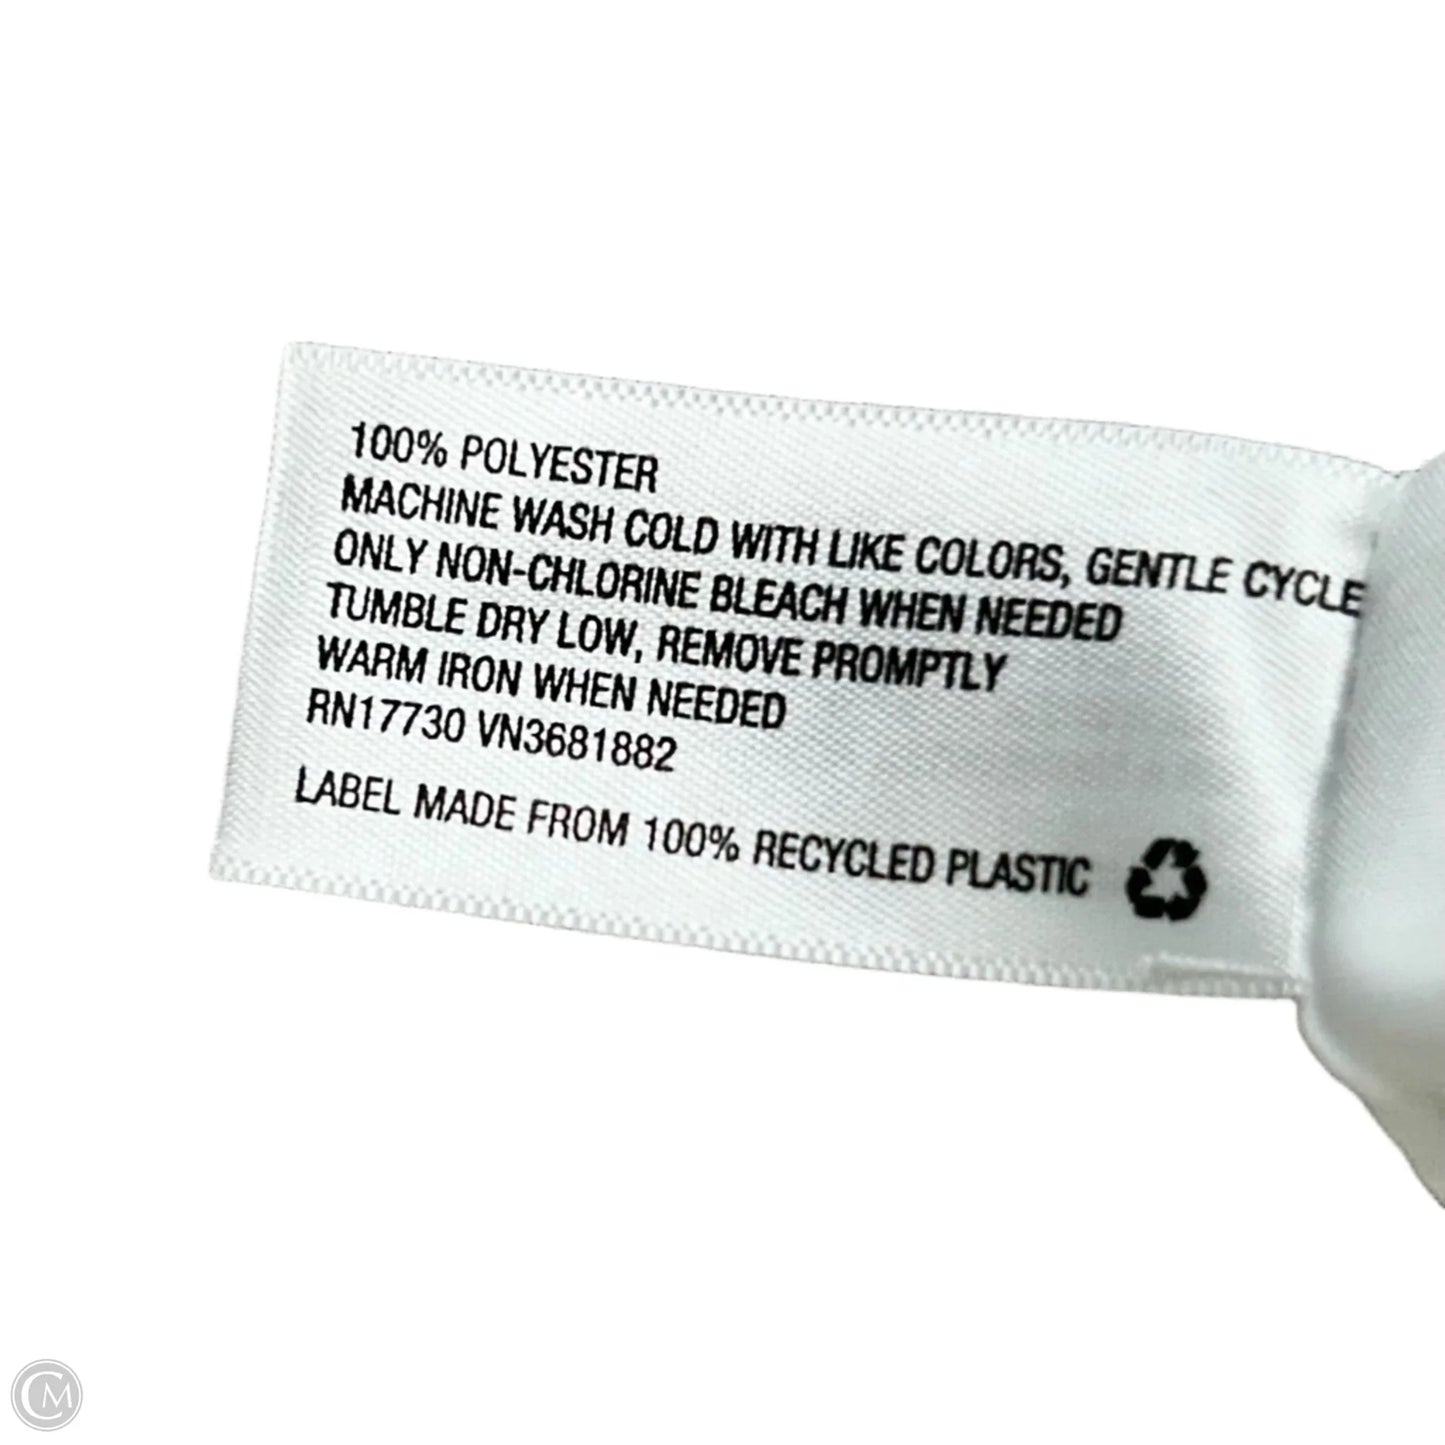 100% POLYESTER
MACHINE WASH COLD WITH LIKE COLORS, GENTLE CYCLE
ONLY NON-CHLORINE BLEACH WHEN NEEDED
TUMBLE DRY LOW, REMOVE PROMPTLY
WARM IRON WHEN NEEDED
RN17730 VN3681882
LABEL MADE FROM 100% RECYCLED PLASTIC
CM